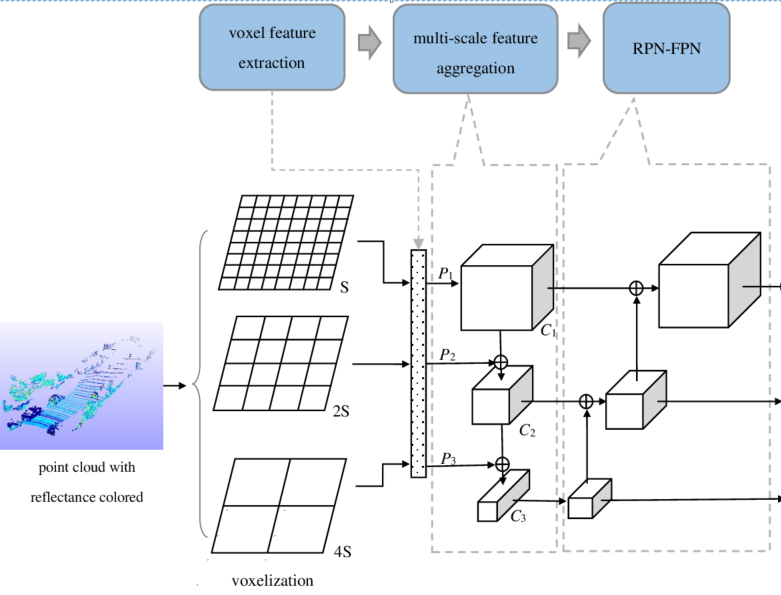 voxel feature
extraction
multi-scale feature
aggregation
RPN-FPN
S
P1
C1
2S
P2
C2
point cloud with
reflectance colored
4S
P3
C3
voxelization